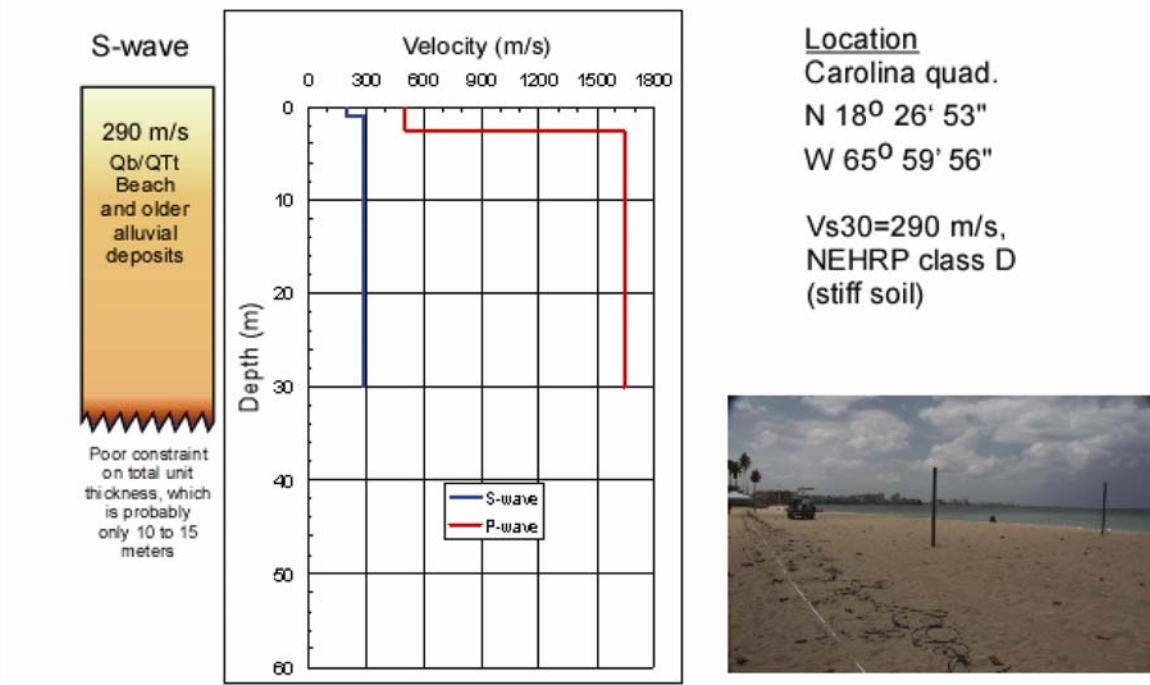 S-wave
290 m/s
Qb/QTt
Beach
and older
alluvial
deposits
Poor constraint
on total unit
thickness, which
is probably
only 10 to 15
meters
Velocity (m/s)
0 300 600 900 1200 1500 1800
Depth (m)
0
10
20
30
40
50
60
S-wave
P-wave
Location
Carolina quad.
N 18º 26‘ 53"
W 65º 59’ 56"
Vs30=290 m/s,
NEHRP class D
(stiff soil)